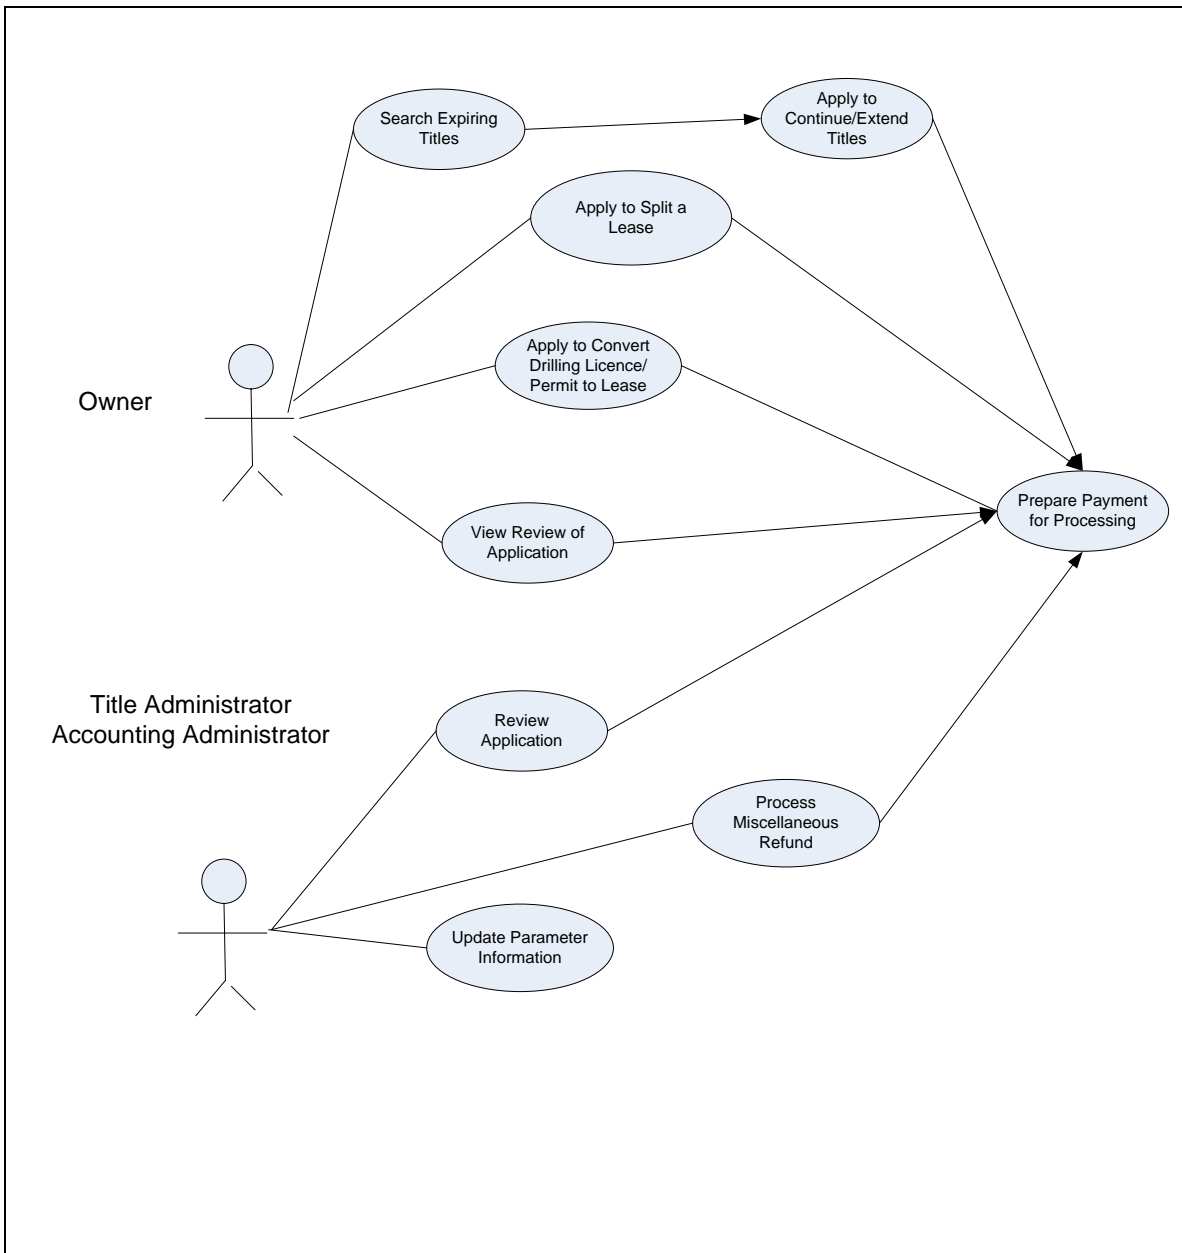 Search Expiring
Titles
Apply to
Continue/Extend
Titles
Apply to Split a
Lease
Apply to Convert
Drilling Licence/
Permit to Lease
Owner
View Review of
Application
Prepare Payment
for Processing
Title Administrator
Accounting Administrator
Review
Application
Process
Miscellaneous
Refund
Update Parameter
Information